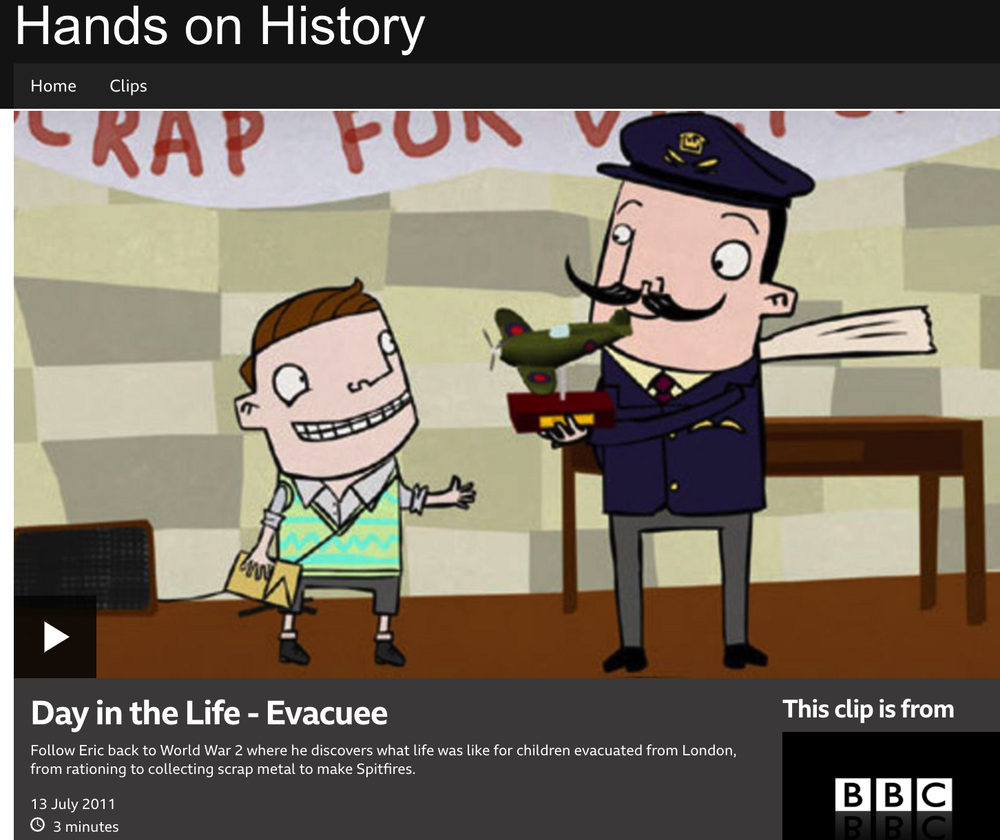 Hands on History
Home Clips
CRAP FOR
Day in the Life - Evacuee
This clip is from
Follow Eric back to World War 2 where he discovers what life was like for children evacuated from London,
from rationing to collecting scrap metal to make Spitfires.
13 July 2011
3 minutes
BBC